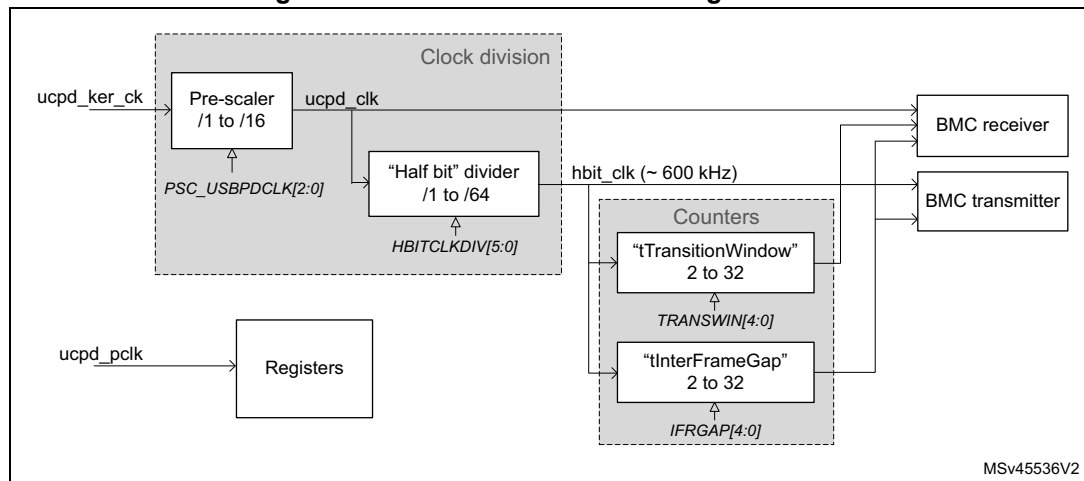 Clock division
ucpd_ker_ck
Pre-scaler
/1 to /16
ucpd_clk
PSC_USBPDCLK[2:0]
“Half bit” divider
/1 to /64
HBITCLKDIV[5:0]
hbit_clk (~ 600 kHz)
BMC receiver
BMC transmitter
Counters
“tTransitionWindow”
2 to 32
TRANSWIN[4:0]
“tInterFrameGap”
2 to 32
IFRGAP[4:0]
ucpd_pclk
Registers
MSv45536V2